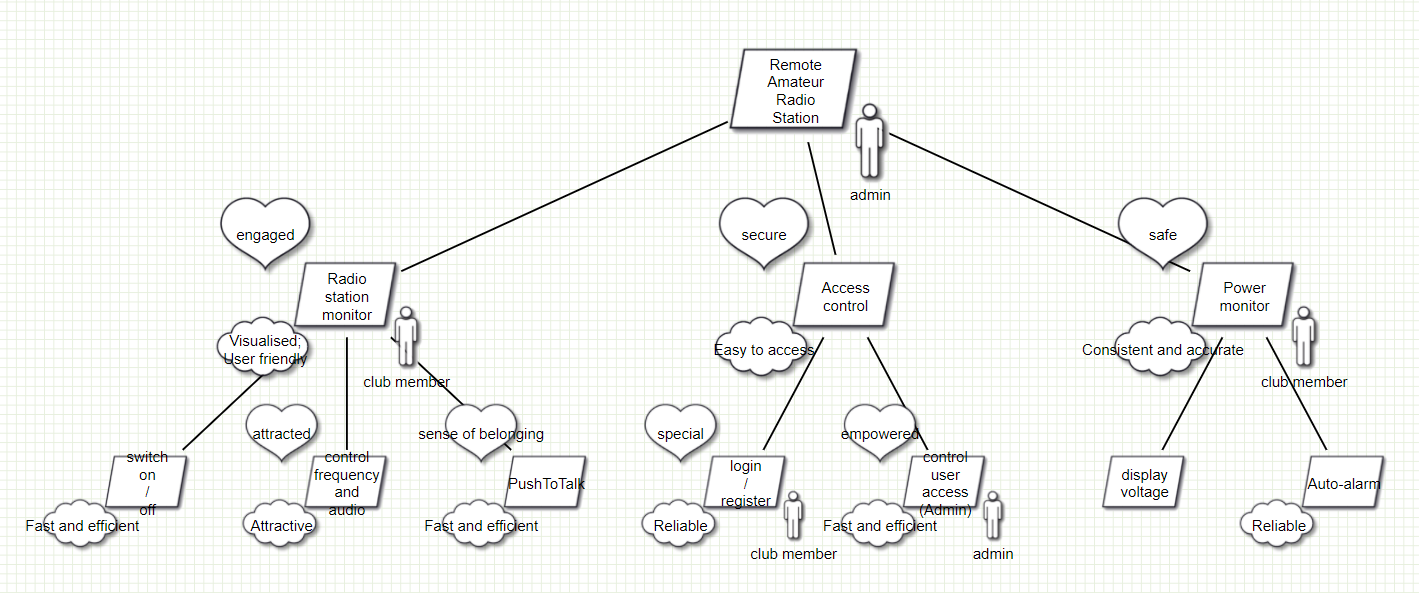 Remote
Amateur
Radio
Station
admin
engaged
secure
safe
Radio
station
monitor
Access
control
Power
monitor
Visualised;
User friendly
Easy to access
Consistent and accurate
club member
club member
attracted
sense of belonging
special
empowered
switch
on
/
off
control
frequency
and
audio
PushToTalk
login
/
register
control
user
access
(Admin)
display
voltage
Auto-alarm
Fast and efficient
Attractive
Fast and efficient
Reliable
Fast and efficient
Reliable
club member
admin